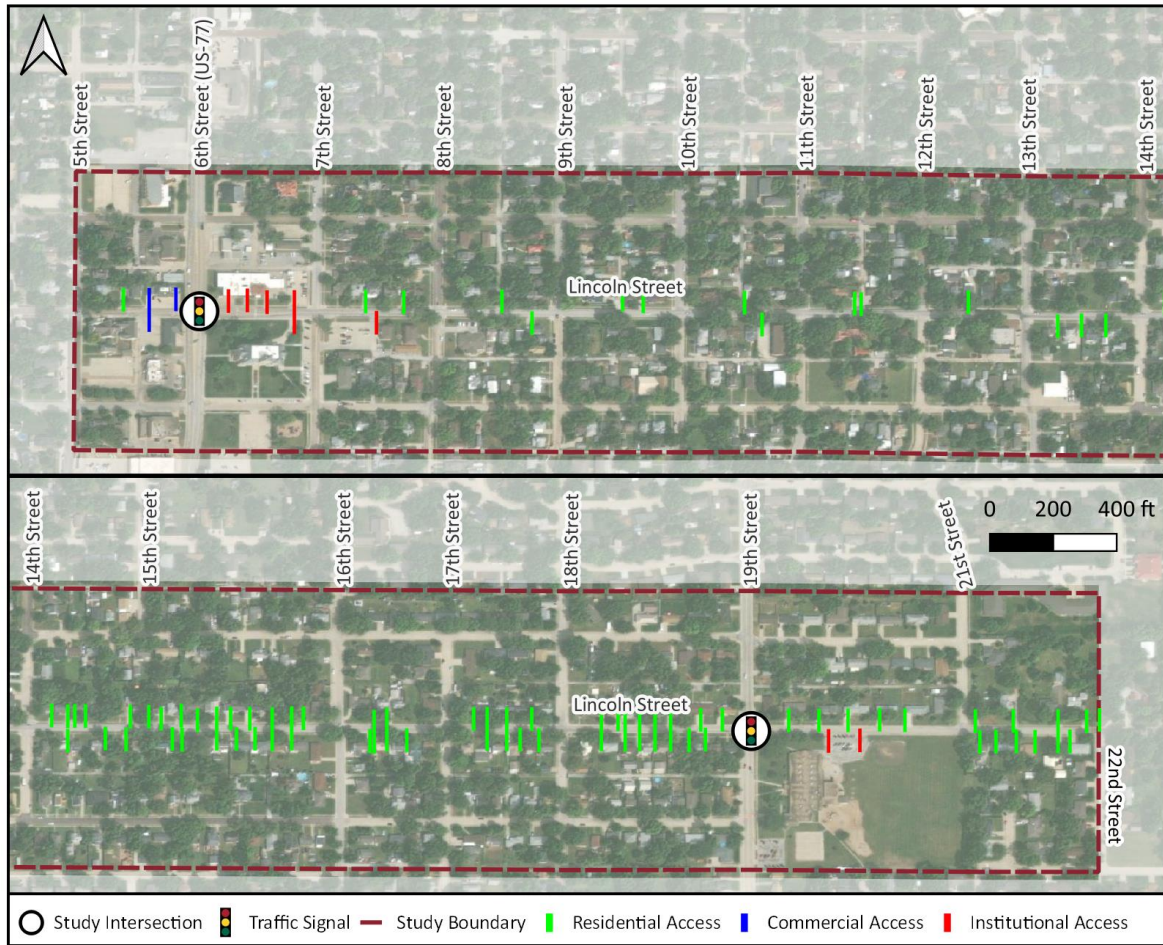 5th Street
6th Street (US-77)
7th Street
8th Street
9th Street
10th Street
11th Street
12th Street
13th Street
14th Street
Lincoln Street
14th Street
15th Street
16th Street
17th Street
18th Street
19th Street
21st Street
0 200 400 ft
Lincoln Street
22nd Street
Study Intersection Traffic Signal Study Boundary Residential Access Commercial Access Institutional Access